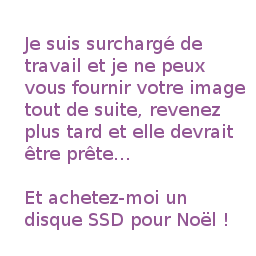 Je suis surchargé de
travail et je ne peux
vous fournir votre image
tout de suite, revenez
plus tard et elle devrait
être prête...
Et achetez-moi un
disque SSD pour Noël !